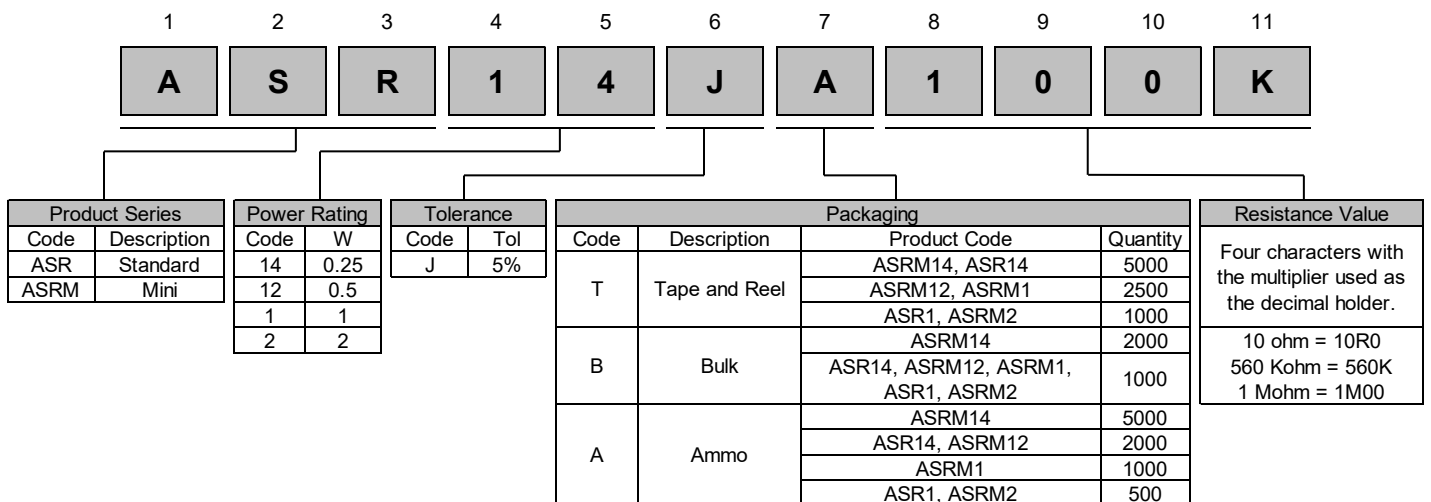 1 2 3 4 5 6 7 8 9 10 11
A S R 1 4 J A 1 0 0 K
Product Series
Code Description
ASR Standard
ASRM Mini
Power Rating
Code W
14 0.25
12 0.5
1 1
2 2
Tolerance
Code Tol
J 5%
Packaging
Code Description Product Code Quantity
T Tape and Reel
ASRM14, ASR14 5000
ASRM12, ASRM1 2500
ASR1, ASRM2 1000
B Bulk
ASRM14 2000
ASR14, ASRM12, ASRM1,
ASR1, ASRM2
1000
A Ammo
ASRM14 5000
ASR14, ASRM12 2000
ASRM1 1000
ASR1, ASRM2 500
Resistance Value
Four characters with
the multiplier used as
the decimal holder.
10 ohm = 10R0
560 Kohm = 560K
1 Mohm = 1M00